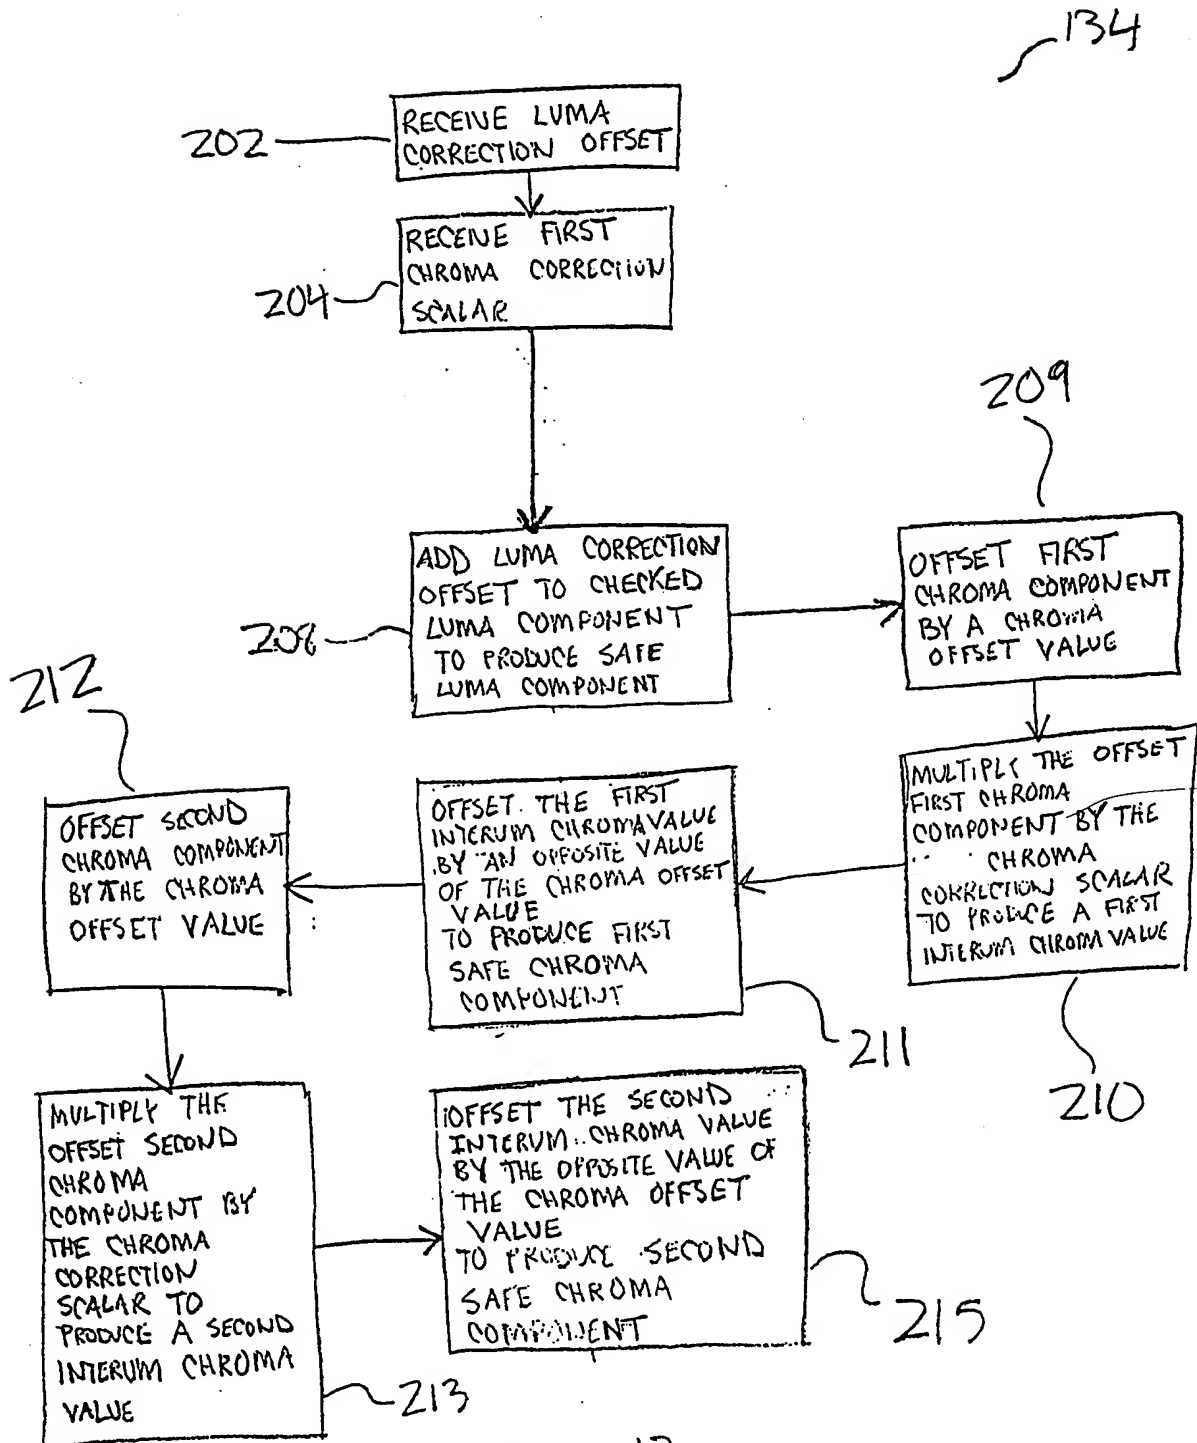 134
202
RECEIVE LUMA
CORRECTION OFFSET
204
RECEIVE FIRST
CHROMA CORRECTION
SCALAR
208
ADD LUMA CORRECTION
OFFSET TO CHECKED
LUMA COMPONENT
TO PRODUCE SAFE
LUMA COMPONENT
209
OFFSET FIRST
CHROMA COMPONENT
BY A CHROMA
OFFSET VALUE
MULTIPLY THE OFFSET
FIRST CHROMA
COMPONENT BY THE
CHROMA
CORRECTION SCALAR
TO PRODUCE A FIRST
INTERUM CHROMA VALUE
210
OFFSET THE FIRST
INTERUM CHROMA VALUE
BY AN OPPOSITE VALUE
OF THE CHROMA OFFSET
VALUE
TO PRODUCE FIRST
SAFE CHROMA
COMPONENT
211
212
OFFSET SECOND
CHROMA COMPONENT
BY THE CHROMA
OFFSET VALUE
MULTIPLY THE
OFFSET SECOND
CHROMA
COMPONENT BY
THE CHROMA
CORRECTION
SCALAR TO
PRODUCE A SECOND
INTERUM CHROMA
VALUE
213
OFFSET THE SECOND
INTERUM CHROMA VALUE
BY THE OPPOSITE VALUE OF
THE CHROMA OFFSET
VALUE
TO PRODUCE SECOND
SAFE CHROMA
COMPONENT
215